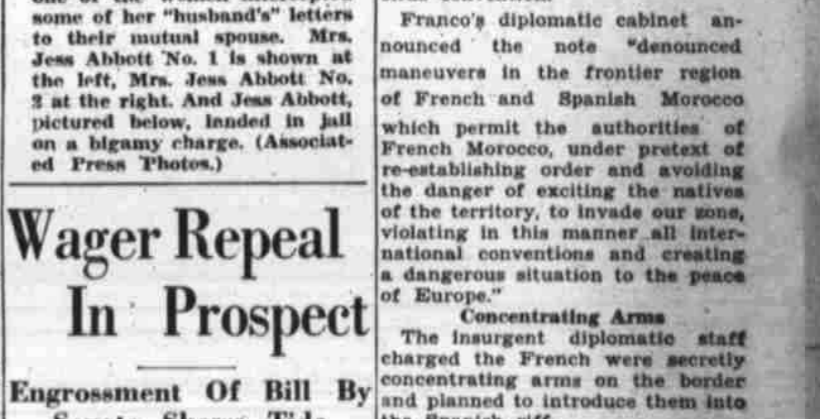 some of her "husband's" letters
to their mutual spouse. Mrs.
Jess Abbott No. 1 is shown at
the left, Mrs. Jess Abbott No.
2 at the right. And Jess Abbott,
pictured below, landed in jail
on a bigamy charge. (Associat-
ed Press Photos.)
Wager Repeal
In Prospect
Engrossment Of Bill By
Franco's diplomatic cabinet an-
nounced the note "denounced
maneuvers in the frontier region
of French and Spanish Morocco
which permit the authorities of
French Morocco, under pretext of
re-establishing order and avoiding
the danger of exciting the natives
of the territory, to invade our zone,
violating in this manner all inter-
national conventions and creating
a dangerous situation to the peace
of Europe."
Concentrating Arms
The insurgent diplomatic staff
charged the French were secretly
concentrating arms on the border
and planned to introduce them into